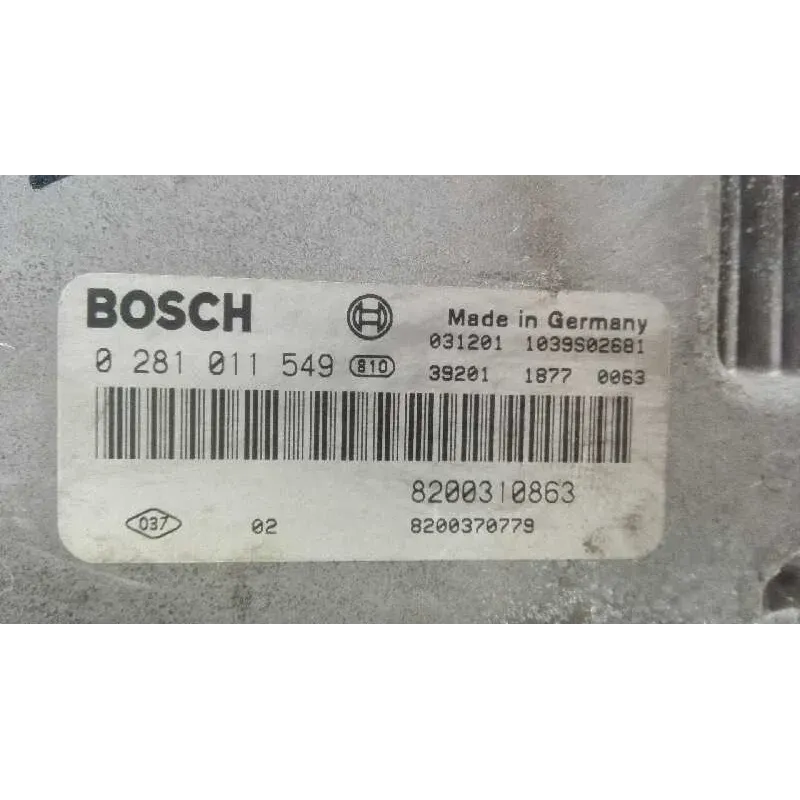 BOSCH
Made in Germany
031201 1039S02681
0 281 011 549 810
39201 1877 0063
8200310863
037 02 8200370779